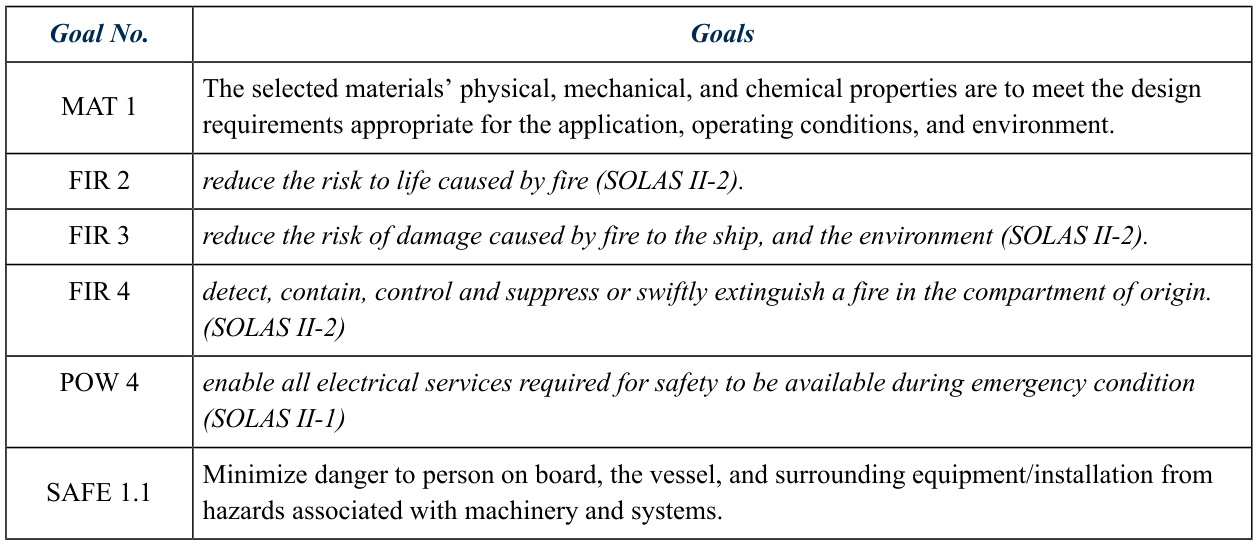 Goal No. Goals
MAT 1 The selected materials’ physical, mechanical, and chemical properties are to meet the design
requirements appropriate for the application, operating conditions, and environment.
FIR 2 reduce the risk to life caused by fire (SOLAS II-2).
FIR 3 reduce the risk of damage caused by fire to the ship, and the environment (SOLAS II-2).
FIR 4 detect, contain, control and suppress or swiftly extinguish a fire in the compartment of origin.
(SOLAS II-2)
POW 4 enable all electrical services required for safety to be available during emergency condition
(SOLAS II-1)
SAFE 1.1 Minimize danger to person on board, the vessel, and surrounding equipment/installation from
hazards associated with machinery and systems.